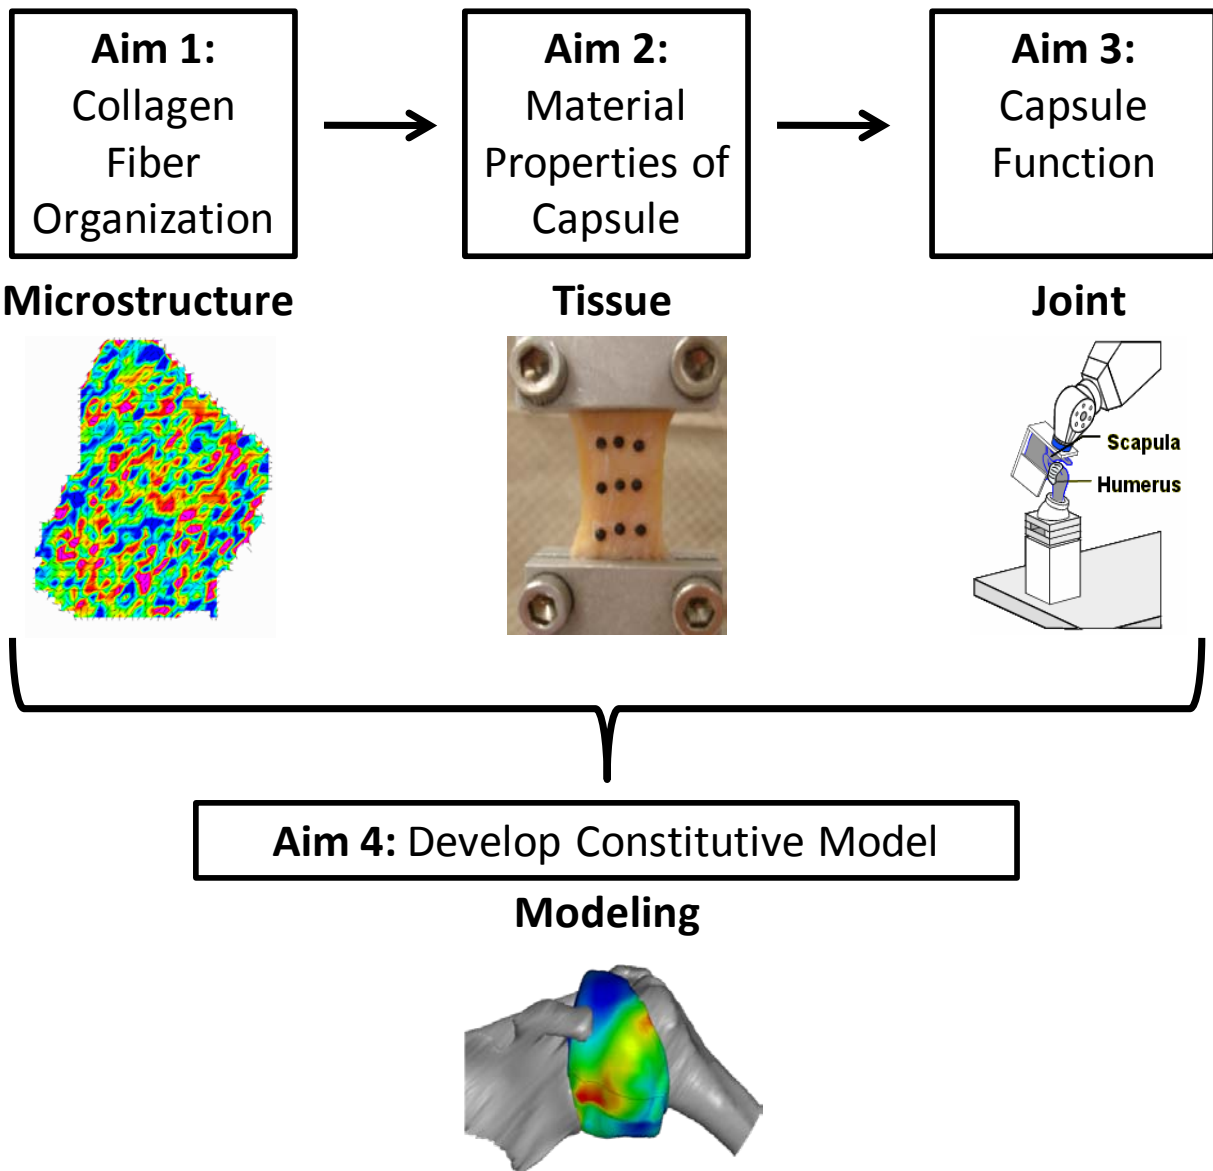 Aim 1:
Collagen
Fiber
Organization
Aim 2:
Material
Properties of
Capsule
Aim 3:
Capsule
Function
Microstructure
Tissue
Joint
Scapula
Humerus
Aim 4: Develop Constitutive Model
Modeling